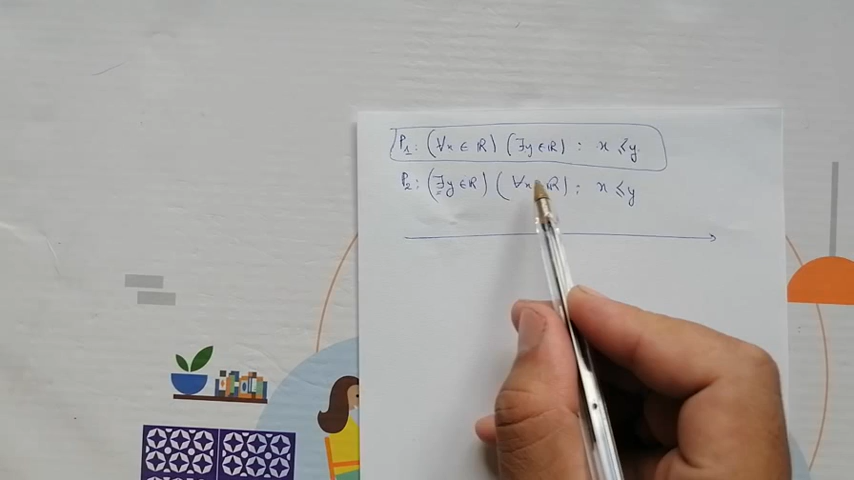 P₁: (∀x ∈ ℝ) (∃y ∈ ℝ) : x ≤ y
P₂: (∃y ∈ ℝ) (∀x ℝ) : x ≤ y